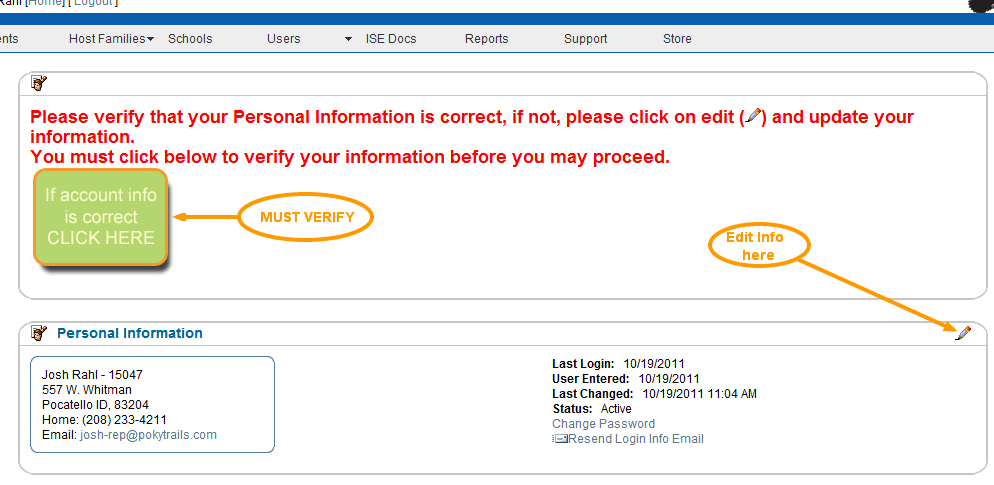 Rahl [Home] [ Logout ]
ents Host Families Schools Users ISE Docs Reports Support Store
Please verify that your Personal Information is correct, if not, please click on edit ( ) and update your
information.
You must click below to verify your information before you may proceed.
If account info
is correct
CLICK HERE
MUST VERIFY
Edit Info
here
Personal Information
Josh Rahl - 15047
557 W. Whitman
Pocatello ID, 83204
Home: (208) 233-4211
Email: josh-rep@pokytrails.com
Last Login: 10/19/2011
User Entered: 10/19/2011
Last Changed: 10/19/2011 11:04 AM
Status: Active
Change Password
Resend Login Info Email